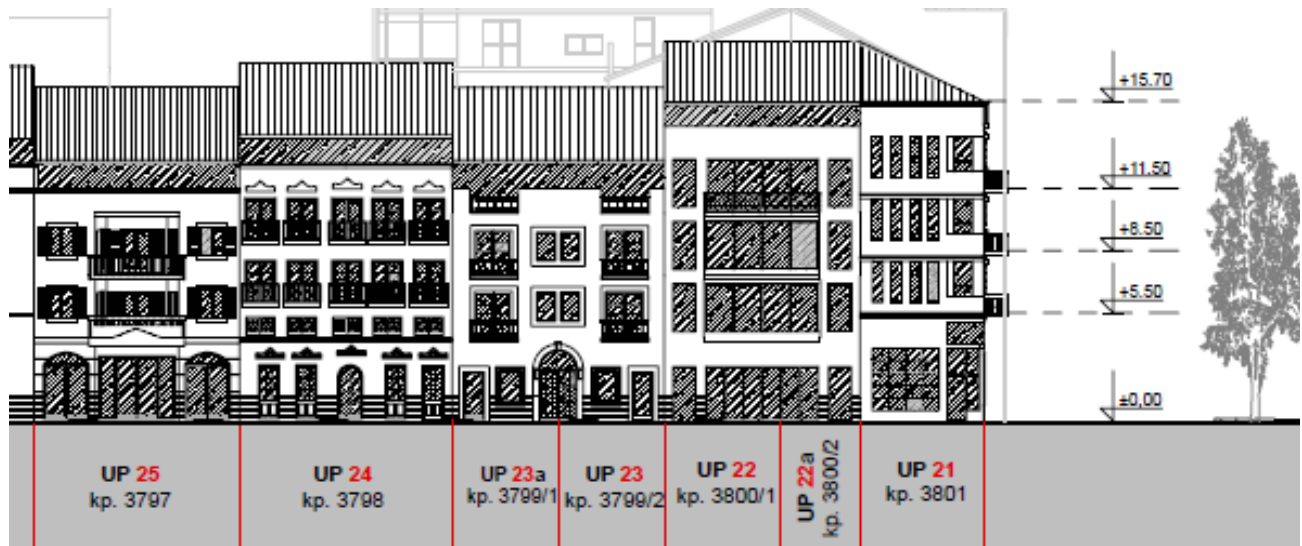 +15.70
+11.50
+8.50
+5.50
±0,00
UP 25
kp. 3797
UP 24
kp. 3798
UP 23a
kp. 3799/1
UP 23
kp. 3799/2
UP 22
kp. 3800/1
UP 22a
kp. 3800/2
UP 21
kp. 3801